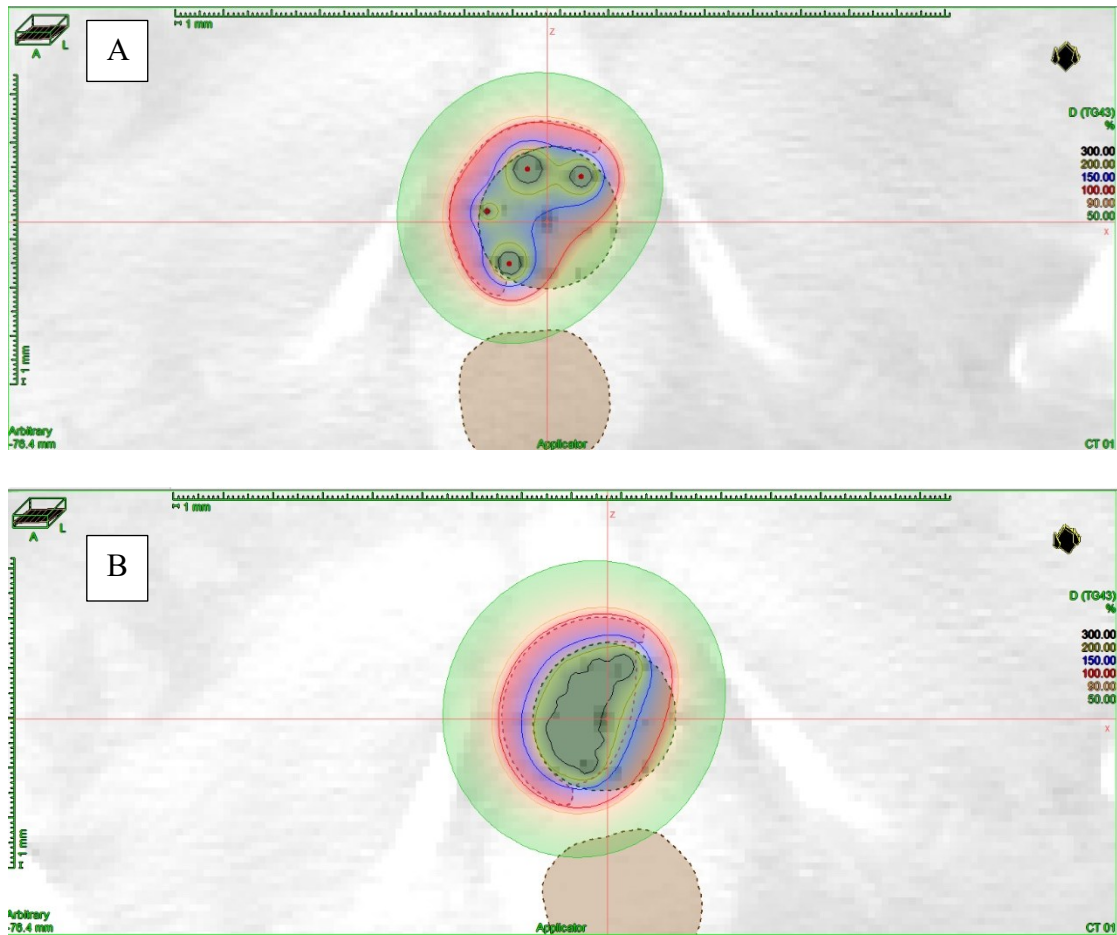 1 mm
A
A L
z
D (TG43)
%
300.00
200.00
150.00
100.00
90.00
50.00
x
1 mm
Arbitrary
-76.4 mm
Applicator
CT 01
1 mm
B
A L
z
D (TG43)
%
300.00
200.00
150.00
100.00
90.00
50.00
x
1 mm
Arbitrary
-76.4 mm
Applicator
CT 01